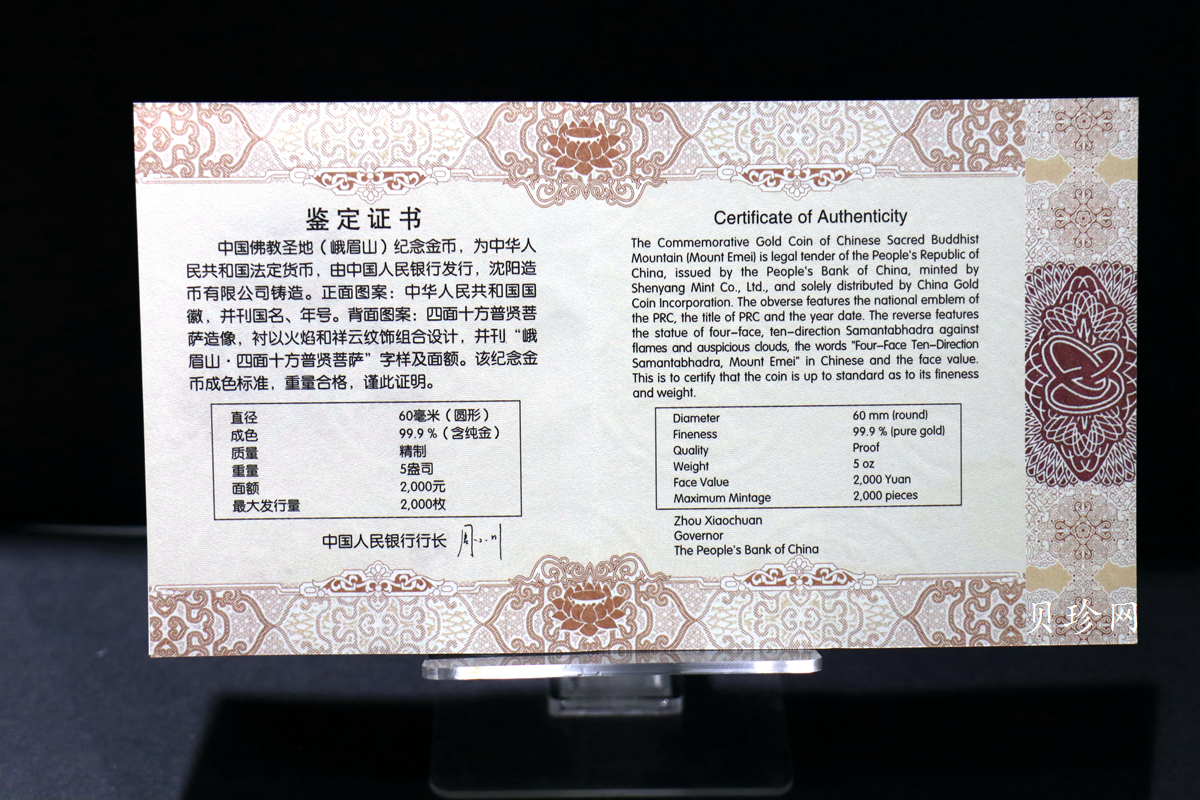 鉴定证书
中国佛教圣地（峨眉山）纪念金币，为中华人
民共和国法定货币，由中国人民银行发行，沈阳造
币有限公司铸造。正面图案：中华人民共和国国
徽，并刊国名、年号。背面图案：四面十方普贤菩
萨造像，衬以火焰和祥云纹饰组合设计，并刊“峨
眉山·四面十方普贤菩萨”字样及面额。该纪念金
币成色标准，重量合格，谨此证明。
直径 60毫米（圆形）
成色 99.9％（含纯金）
质量 精制
重量 5盎司
面额 2,000元
最大发行量 2,000枚
中国人民银行行长
Certificate of Authenticity
The Commemorative Gold Coin of Chinese Sacred Buddhist
Mountain (Mount Emei) is legal tender of the People's Republic of
China, issued by the People's Bank of China, minted by
Shenyang Mint Co., Ltd., and solely distributed by China Gold
Coin Incorporation. The obverse features the national emblem of
the PRC, the title of PRC and the year date. The reverse features
the statue of four-face, ten-direction Samantabhadra against
flames and auspicious clouds, the words "Four-Face Ten-Direction
Samantabhadra, Mount Emei" in Chinese and the face value.
This is to certify that the coin is up to standard as to its fineness
and weight.
Diameter 60 mm (round)
Fineness 99.9 % (pure gold)
Quality Proof
Weight 5 oz
Face Value 2,000 Yuan
Maximum Mintage 2,000 pieces
Zhou Xiaochuan
Governor
The People's Bank of China
贝珍网